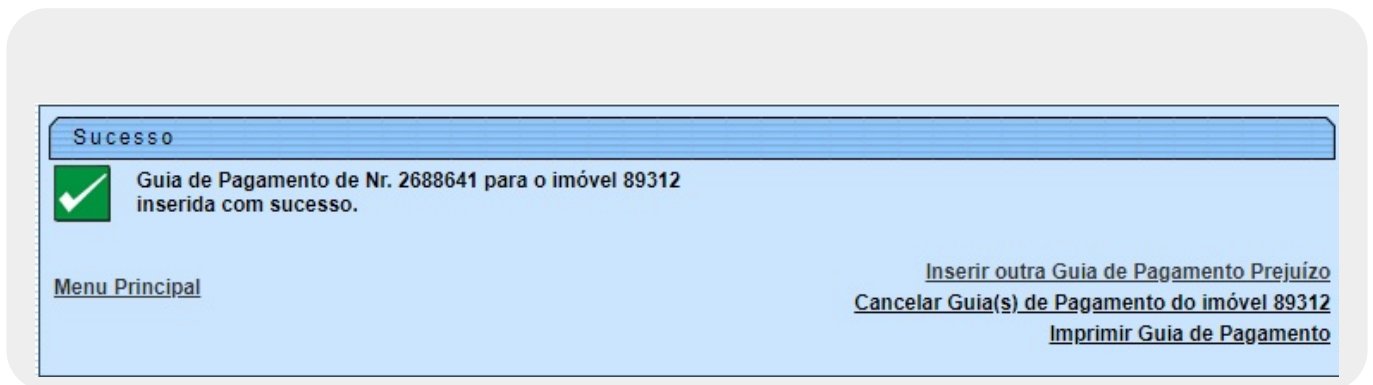 Sucesso
Guia de Pagamento de Nr. 2688641 para o imóvel 89312
inserida com sucesso.
Menu Principal
Inserir outra Guia de Pagamento Prejuízo
Cancelar Guia(s) de Pagamento do imóvel 89312
Imprimir Guia de Pagamento